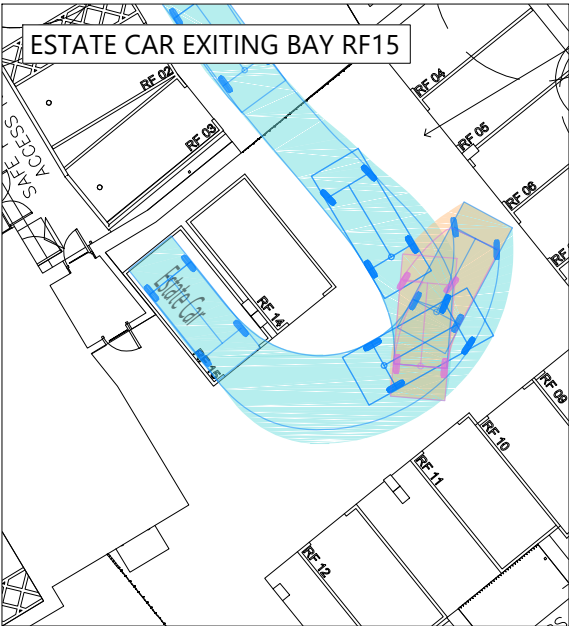 ESTATE CAR EXITING BAY RF15
RF 02
RF 04
RF 03
RF 05
SAFE
ACCESS
RF 06
Estate Car
RF 14
RF 15
RF 09
RF 10
RF 11
RF 12